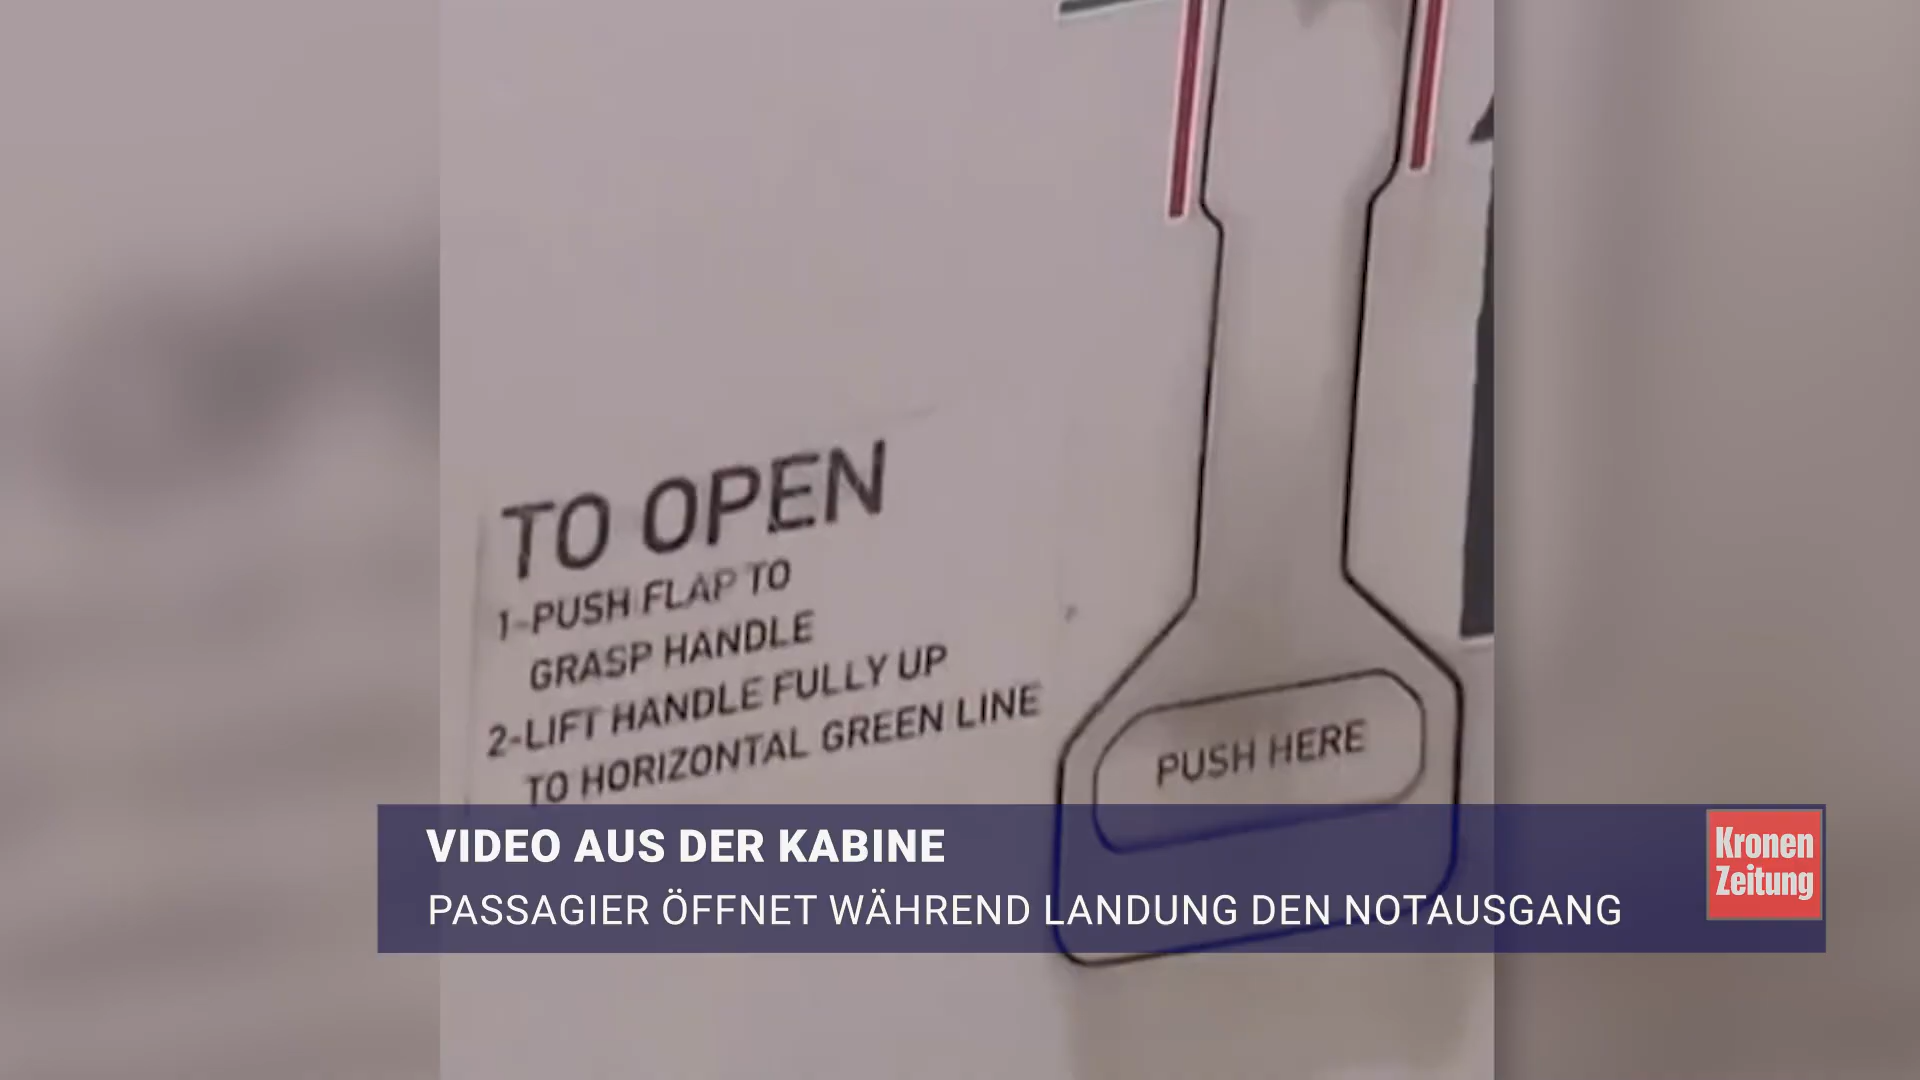 TO OPEN
1-PUSH FLAP TO
GRASP HANDLE
2-LIFT HANDLE FULLY UP
TO HORIZONTAL GREEN LINE
PUSH HERE
VIDEO AUS DER KABINE
PASSAGIER ÖFFNET WÄHREND LANDUNG DEN NOTAUSGANG
Kronen
Zeitung